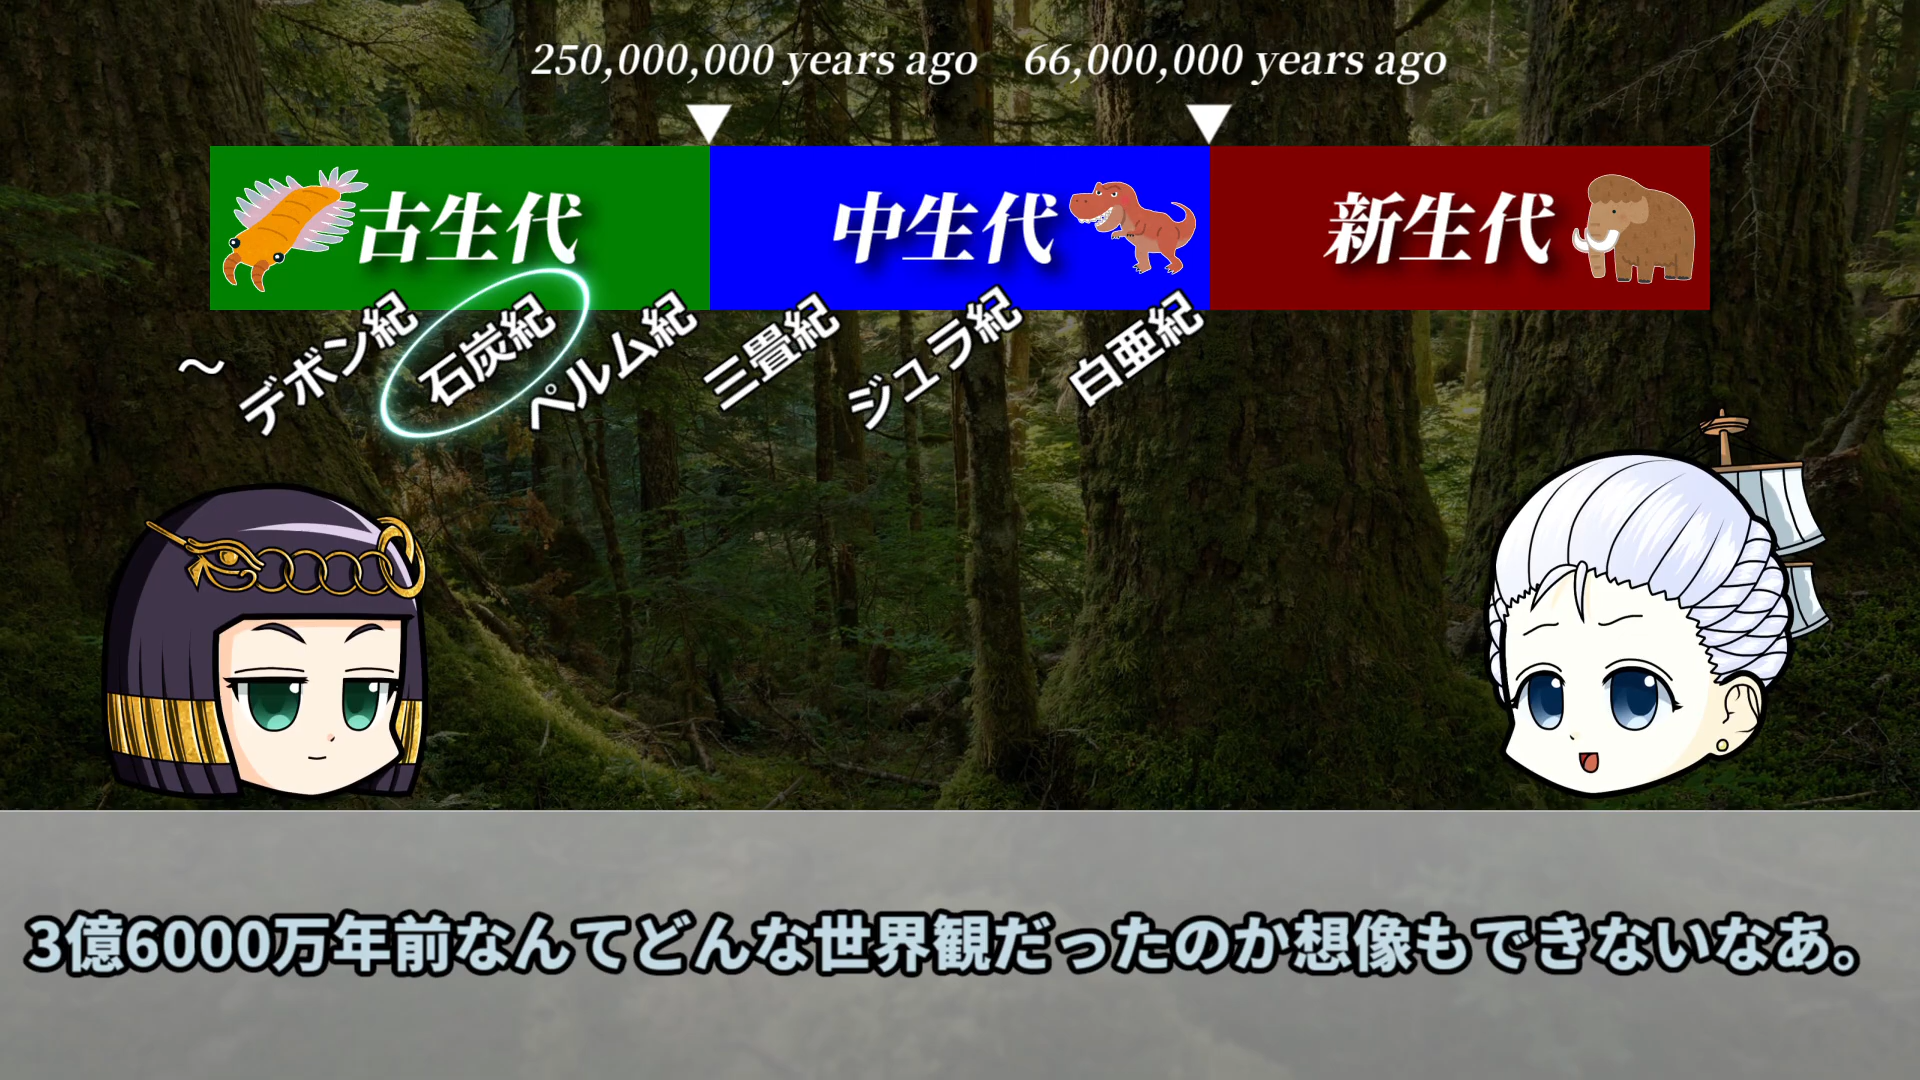 250,000,000 years ago
66,000,000 years ago
古生代
中生代
新生代
～
デボン紀
石炭紀
ペルム紀
三畳紀
ジュラ紀
白亜紀
3億6000万年前なんてどんな世界観だったのか想像もできないなあ。